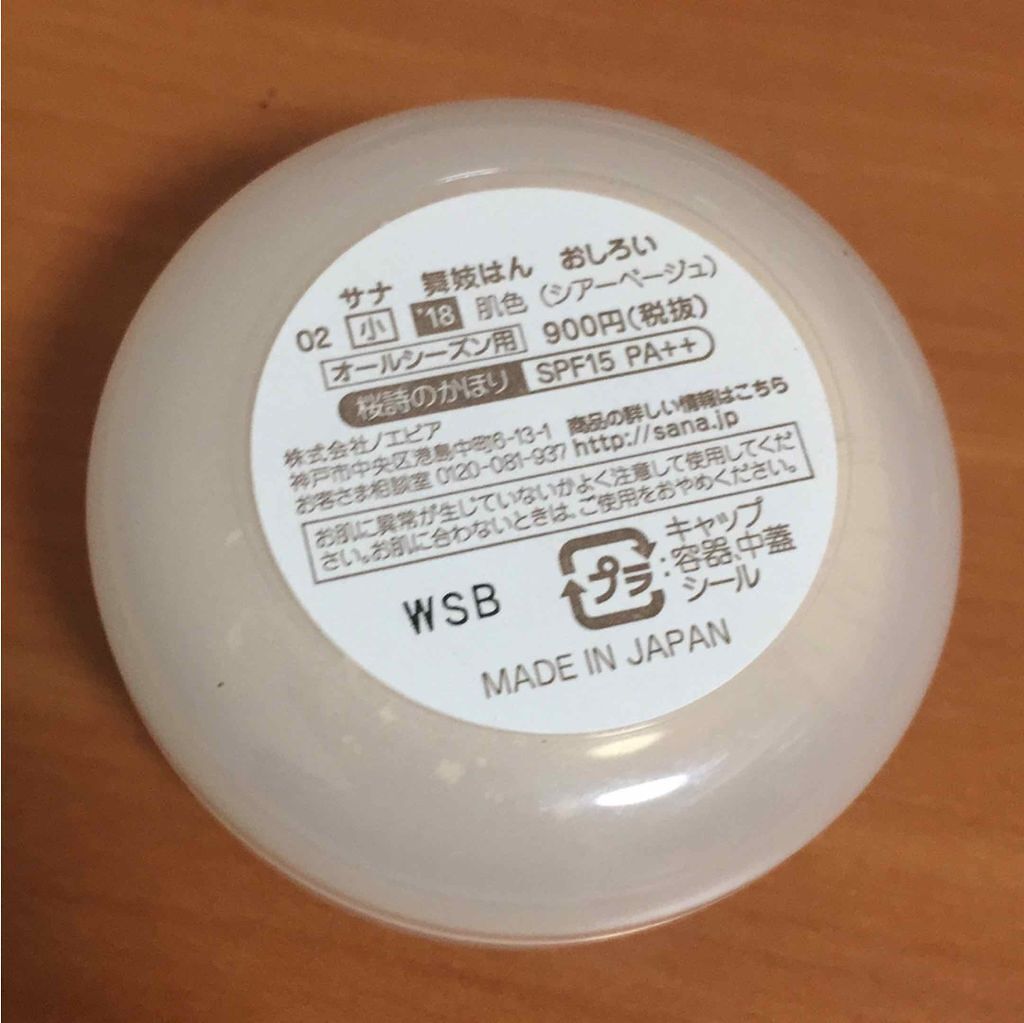 サナ 舞妓はん おしろい
02 小 '18 肌色 (シアーベージュ)
オールシーズン用 900円(税抜)
桜詩のかほり SPF15 PA++
株式会社ノエビア
神戸市中央区港島中町6-13-1 商品の詳しい情報はこちら
お客さま相談室 0120-081-937 http://sana.jp
お肌に異常が生じていないかよく注意して使用してくだ
さい。お肌に合わないときは、ご使用をおやめください。
プラ : キャップ
容器、中蓋
シール
WSB
MADE IN JAPAN